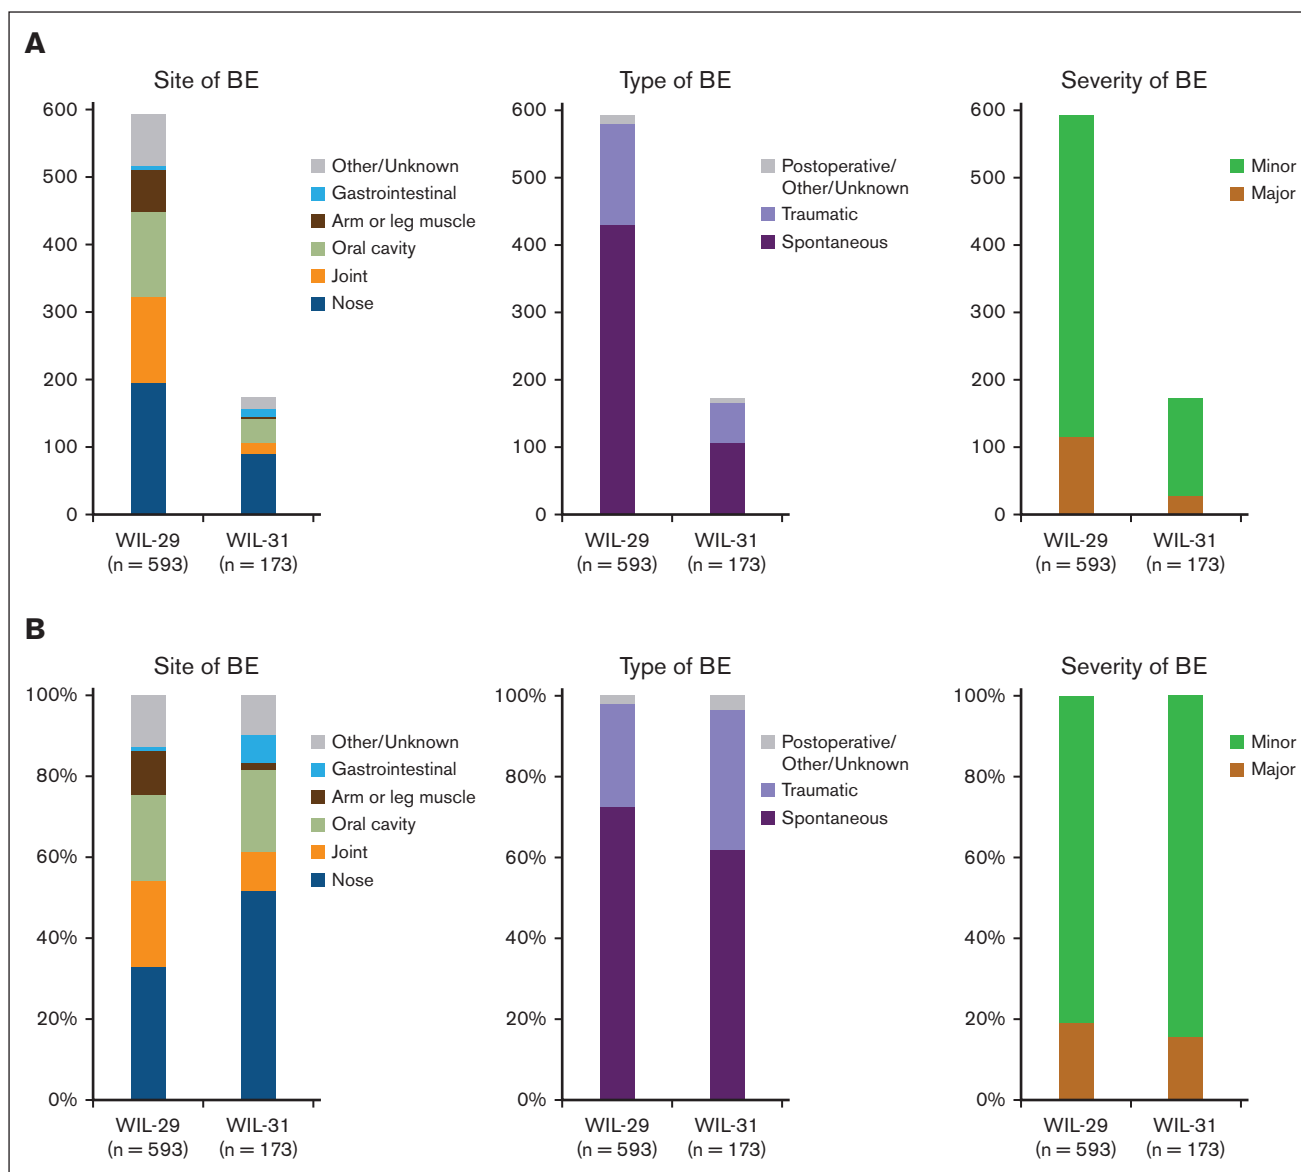 A
Site of BE
600
500
400
300
200
100
0
WIL-29
(n = 593)
WIL-31
(n = 173)
Other/Unknown
Gastrointestinal
Arm or leg muscle
Oral cavity
Joint
Nose
Type of BE
600
500
400
300
200
100
0
WIL-29
(n = 593)
WIL-31
(n = 173)
Postoperative/
Other/Unknown
Traumatic
Spontaneous
Severity of BE
600
500
400
300
200
100
0
WIL-29
(n = 593)
WIL-31
(n = 173)
Minor
Major
B
Site of BE
100%
80%
60%
40%
20%
0%
WIL-29
(n = 593)
WIL-31
(n = 173)
Other/Unknown
Gastrointestinal
Arm or leg muscle
Oral cavity
Joint
Nose
Type of BE
100%
80%
60%
40%
20%
0%
WIL-29
(n = 593)
WIL-31
(n = 173)
Postoperative/
Other/Unknown
Traumatic
Spontaneous
Severity of BE
100%
80%
60%
40%
20%
0%
WIL-29
(n = 593)
WIL-31
(n = 173)
Minor
Major